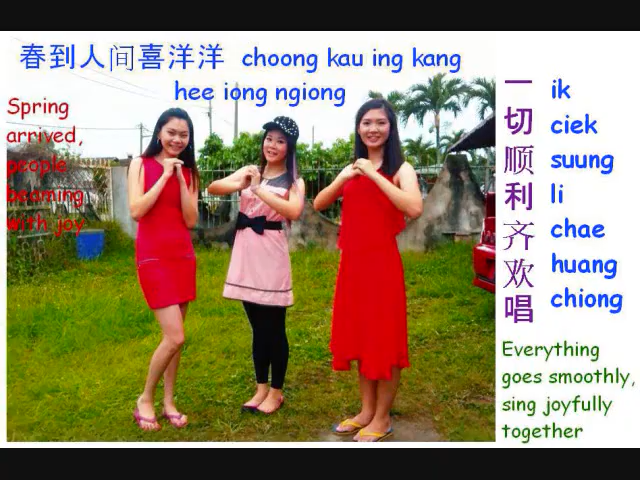 春到人间喜洋洋 choong kau ing kang
hee iong ngiong
Spring
arrived,
people
beaming
with joy
一切顺利齐欢唱
ik
ciek
suung
li
chae
huang
chiong
Everything
goes smoothly,
sing joyfully
together